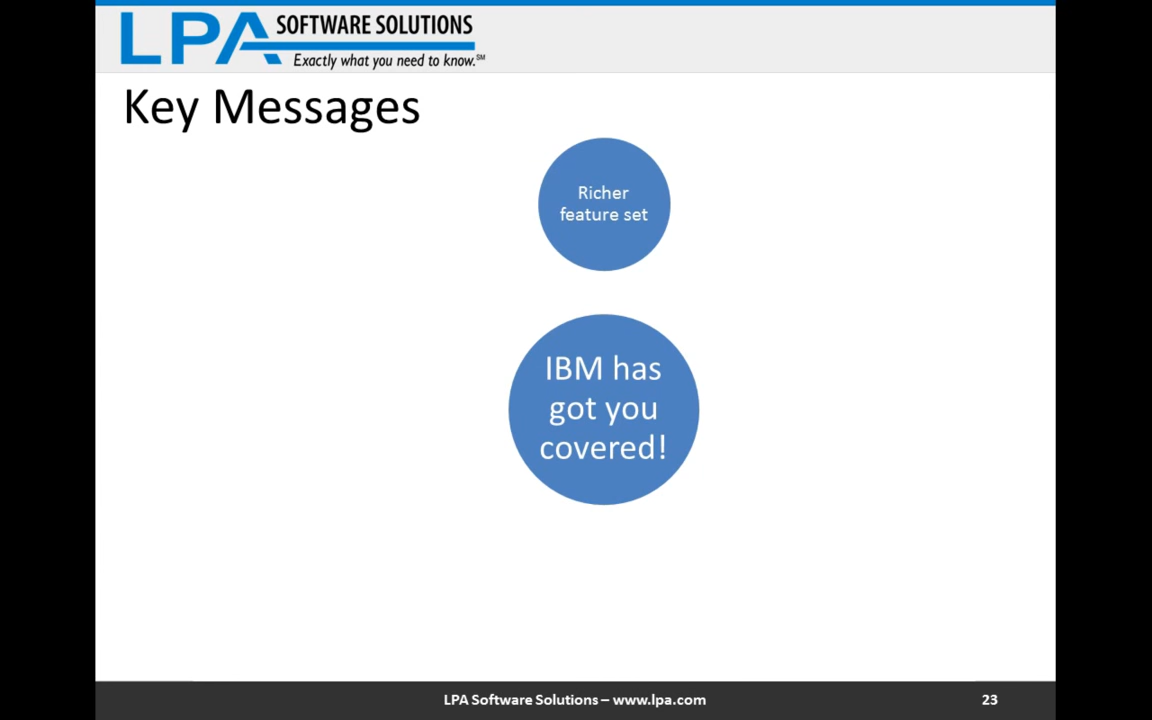 LPA SOFTWARE SOLUTIONS
Exactly what you need to know.SM
Key Messages
Richer
feature set
IBM has
got you
covered!
LPA Software Solutions – www.lpa.com
23